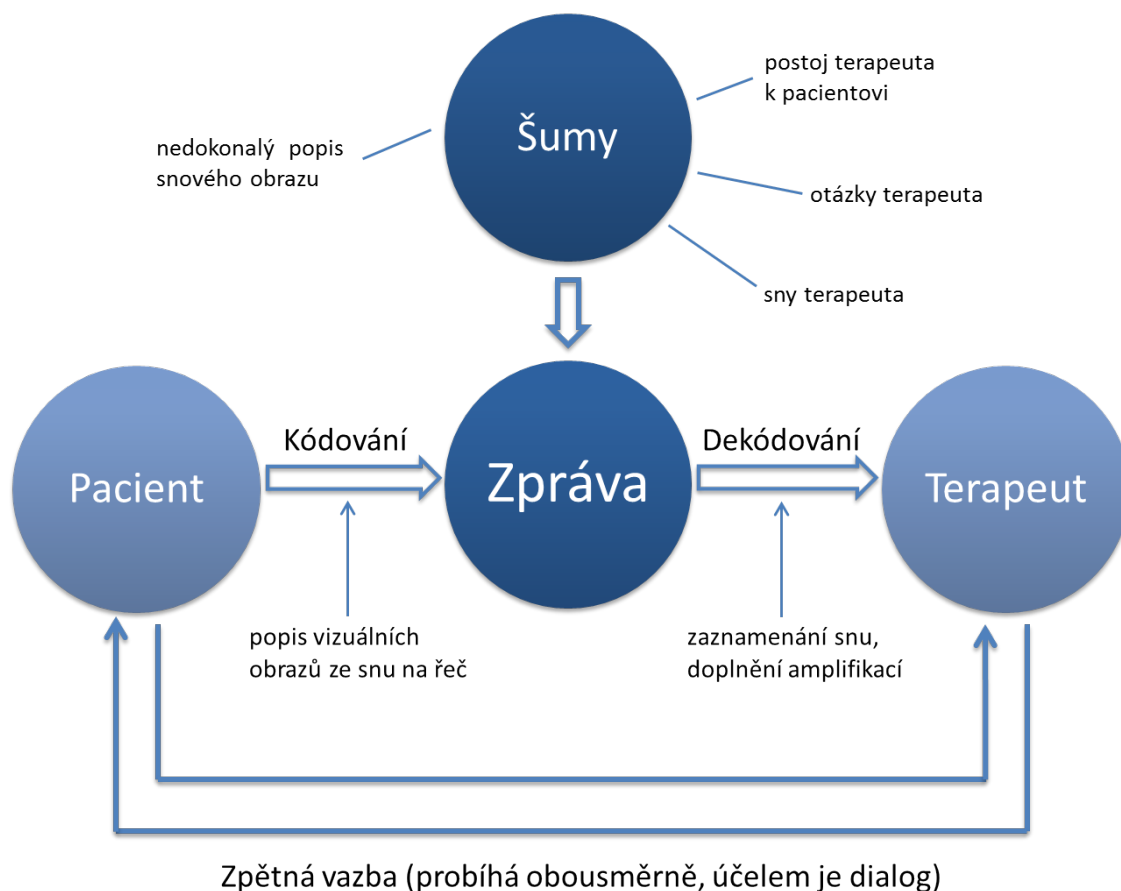 postoj terapeuta
k pacientovi
Šumy
nedokonalý popis
snového obrazu
otázky terapeuta
sny terapeuta
Kódování
Dekódování
Pacient
Zpráva
Terapeut
popis vizuálních
obrazů ze snu na řeč
zaznamenání snu,
doplnění amplifikací
Zpětná vazba (probíhá obousměrně, účelem je dialog)